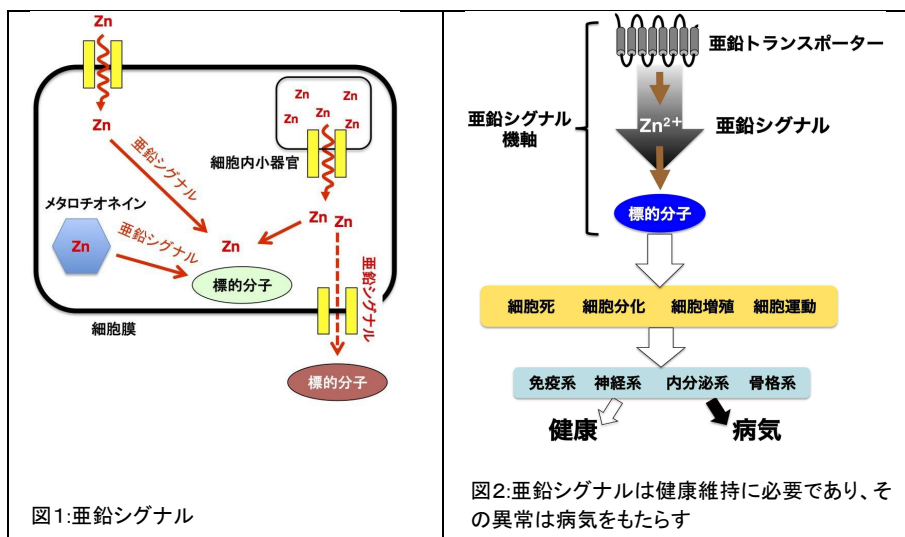 Zn
Zn
亜鉛シグナル
メタロチオネイン
Zn
亜鉛シグナル
Zn
Zn
Zn
Zn
Zn
細胞内小器官
Zn
Zn
Zn
標的分子
亜鉛シグナル
細胞膜
標的分子
図1:亜鉛シグナル
亜鉛トランスポーター
亜鉛シグナル
機軸
Zn2+
亜鉛シグナル
標的分子
細胞死 細胞分化 細胞増殖 細胞運動
免疫系 神経系 内分泌系 骨格系
健康 病気
図2:亜鉛シグナルは健康維持に必要であり、そ
の異常は病気をもたらす